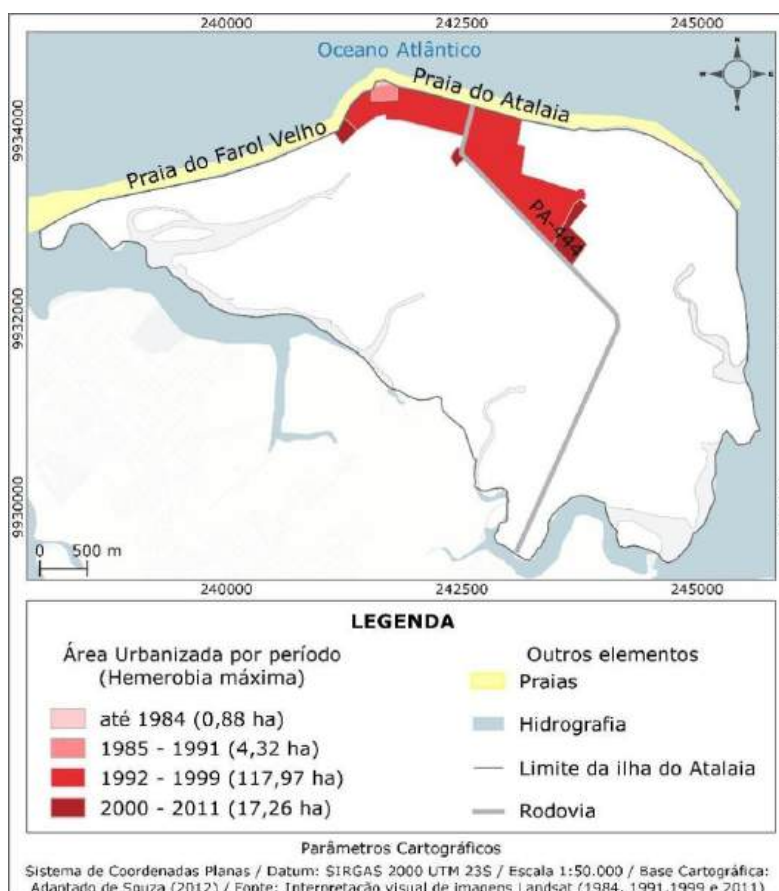 240000 242500 245000
Oceano Atlântico
N
W E
S
Praia do Atalaia
Praia do Farol Velho
9934000
PA-444
9932000
9930000
0 500 m
240000 242500 245000
LEGENDA
Área Urbanizada por período
(Hemerobia máxima)
até 1984 (0,88 ha)
1985 - 1991 (4,32 ha)
1992 - 1999 (117,97 ha)
2000 - 2011 (17,26 ha)
Outros elementos
Praias
Hidrografia
Limite da ilha do Atalaia
Rodovia
Parâmetros Cartográficos
Sistema de Coordenadas Planas / Datum: SIRGAS 2000 UTM 23S / Escala 1:50.000 / Base Cartográfica:
Adaptado de Souza (2012) / Fonte: Interpretação visual de imagens Landsat (1984, 1991,1999 e 2011)